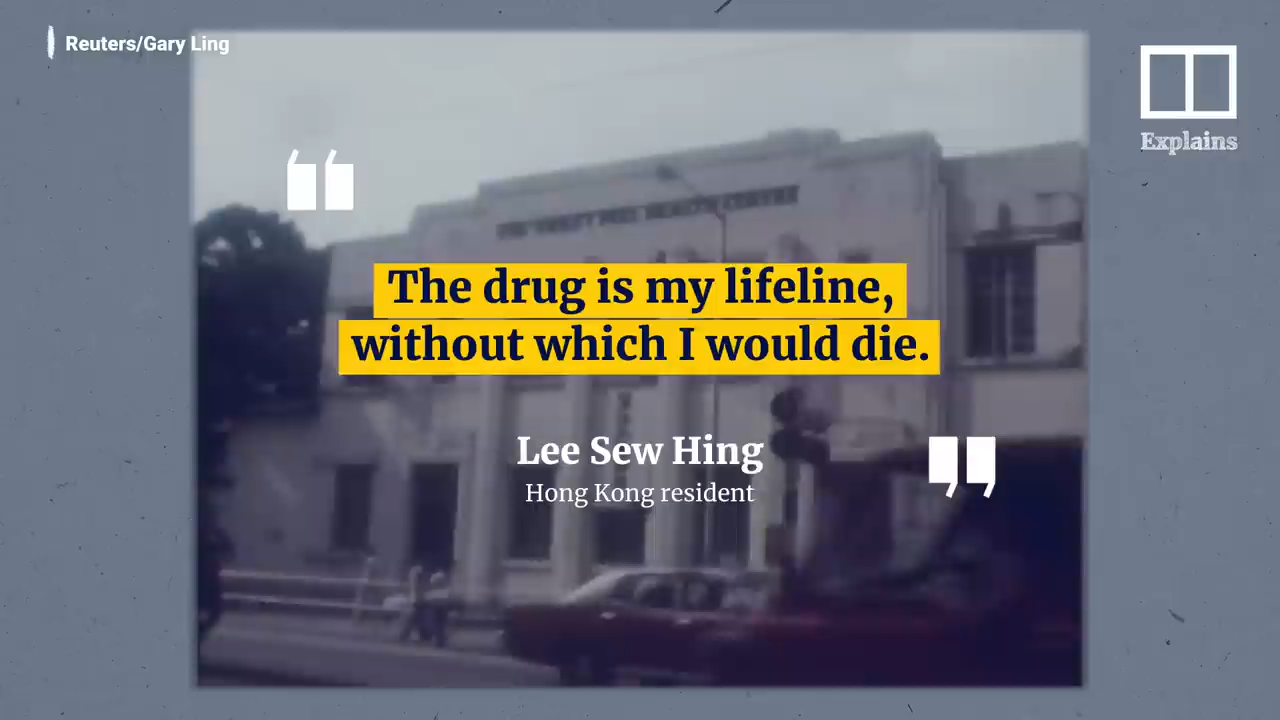 Reuters/Gary Ling
Explains
“
The drug is my lifeline,
without which I would die.
Lee Sew Hing
Hong Kong resident
”